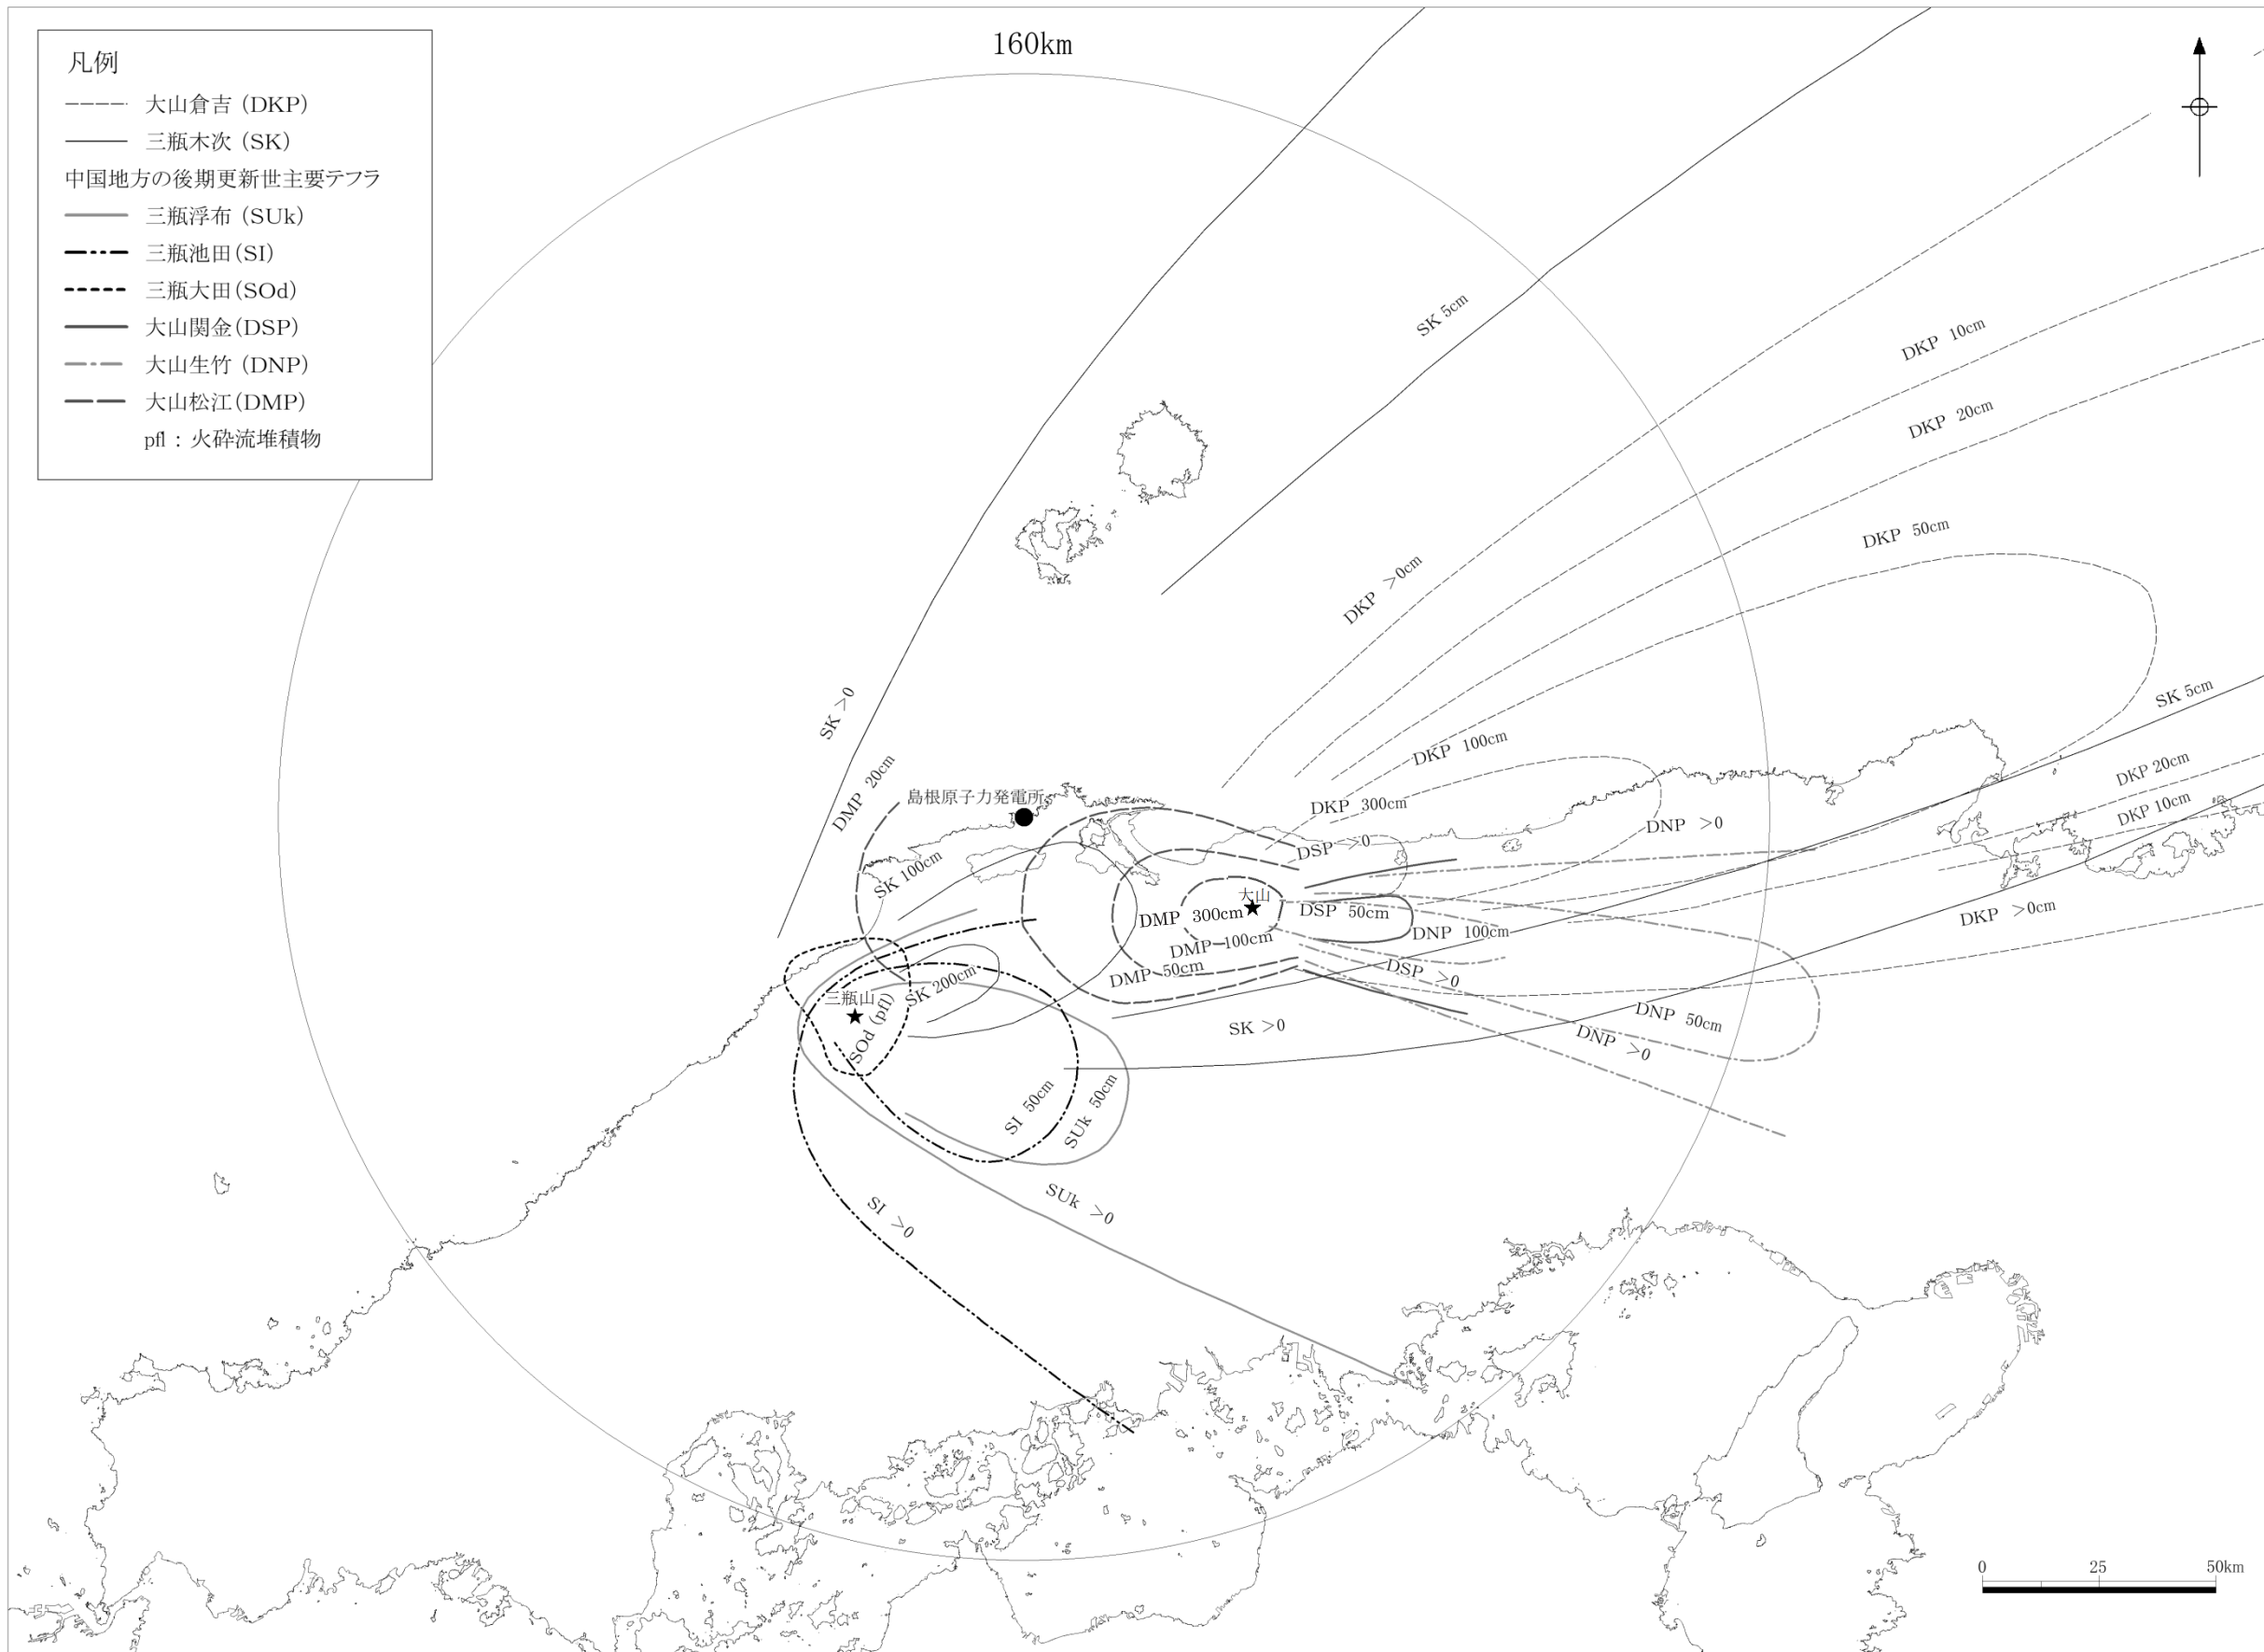 160km
凡例
大山倉吉 (DKP)
三瓶木次 (SK)
中国地方の後期更新世主要テフラ
三瓶浮布 (SUk)
三瓶池田(SI)
三瓶大田(SOd)
大山関金(DSP)
大山生竹 (DNP)
大山松江(DMP)
pfl : 火砕流堆積物
SK 5cm
DKP 10cm
DKP 20cm
DKP 50cm
DKP >0cm
SK >0
SK 5cm
DMP 20cm
DKP 100cm
DKP 20cm
島根原子力発電所
DKP 300cm
DKP 10cm
DNP >0
DSP >0
SK 100cm
大山
DMP 300cm
DSP 50cm
DKP >0cm
DNP 100cm
DMP 100cm
DMP 50cm
DSP >0
SK 200cm
三瓶山
SOd (pfl)
SK >0
DNP 50cm
DNP >0
SI 50cm
SUk 50cm
SUk >0
SI >0
0 25 50km